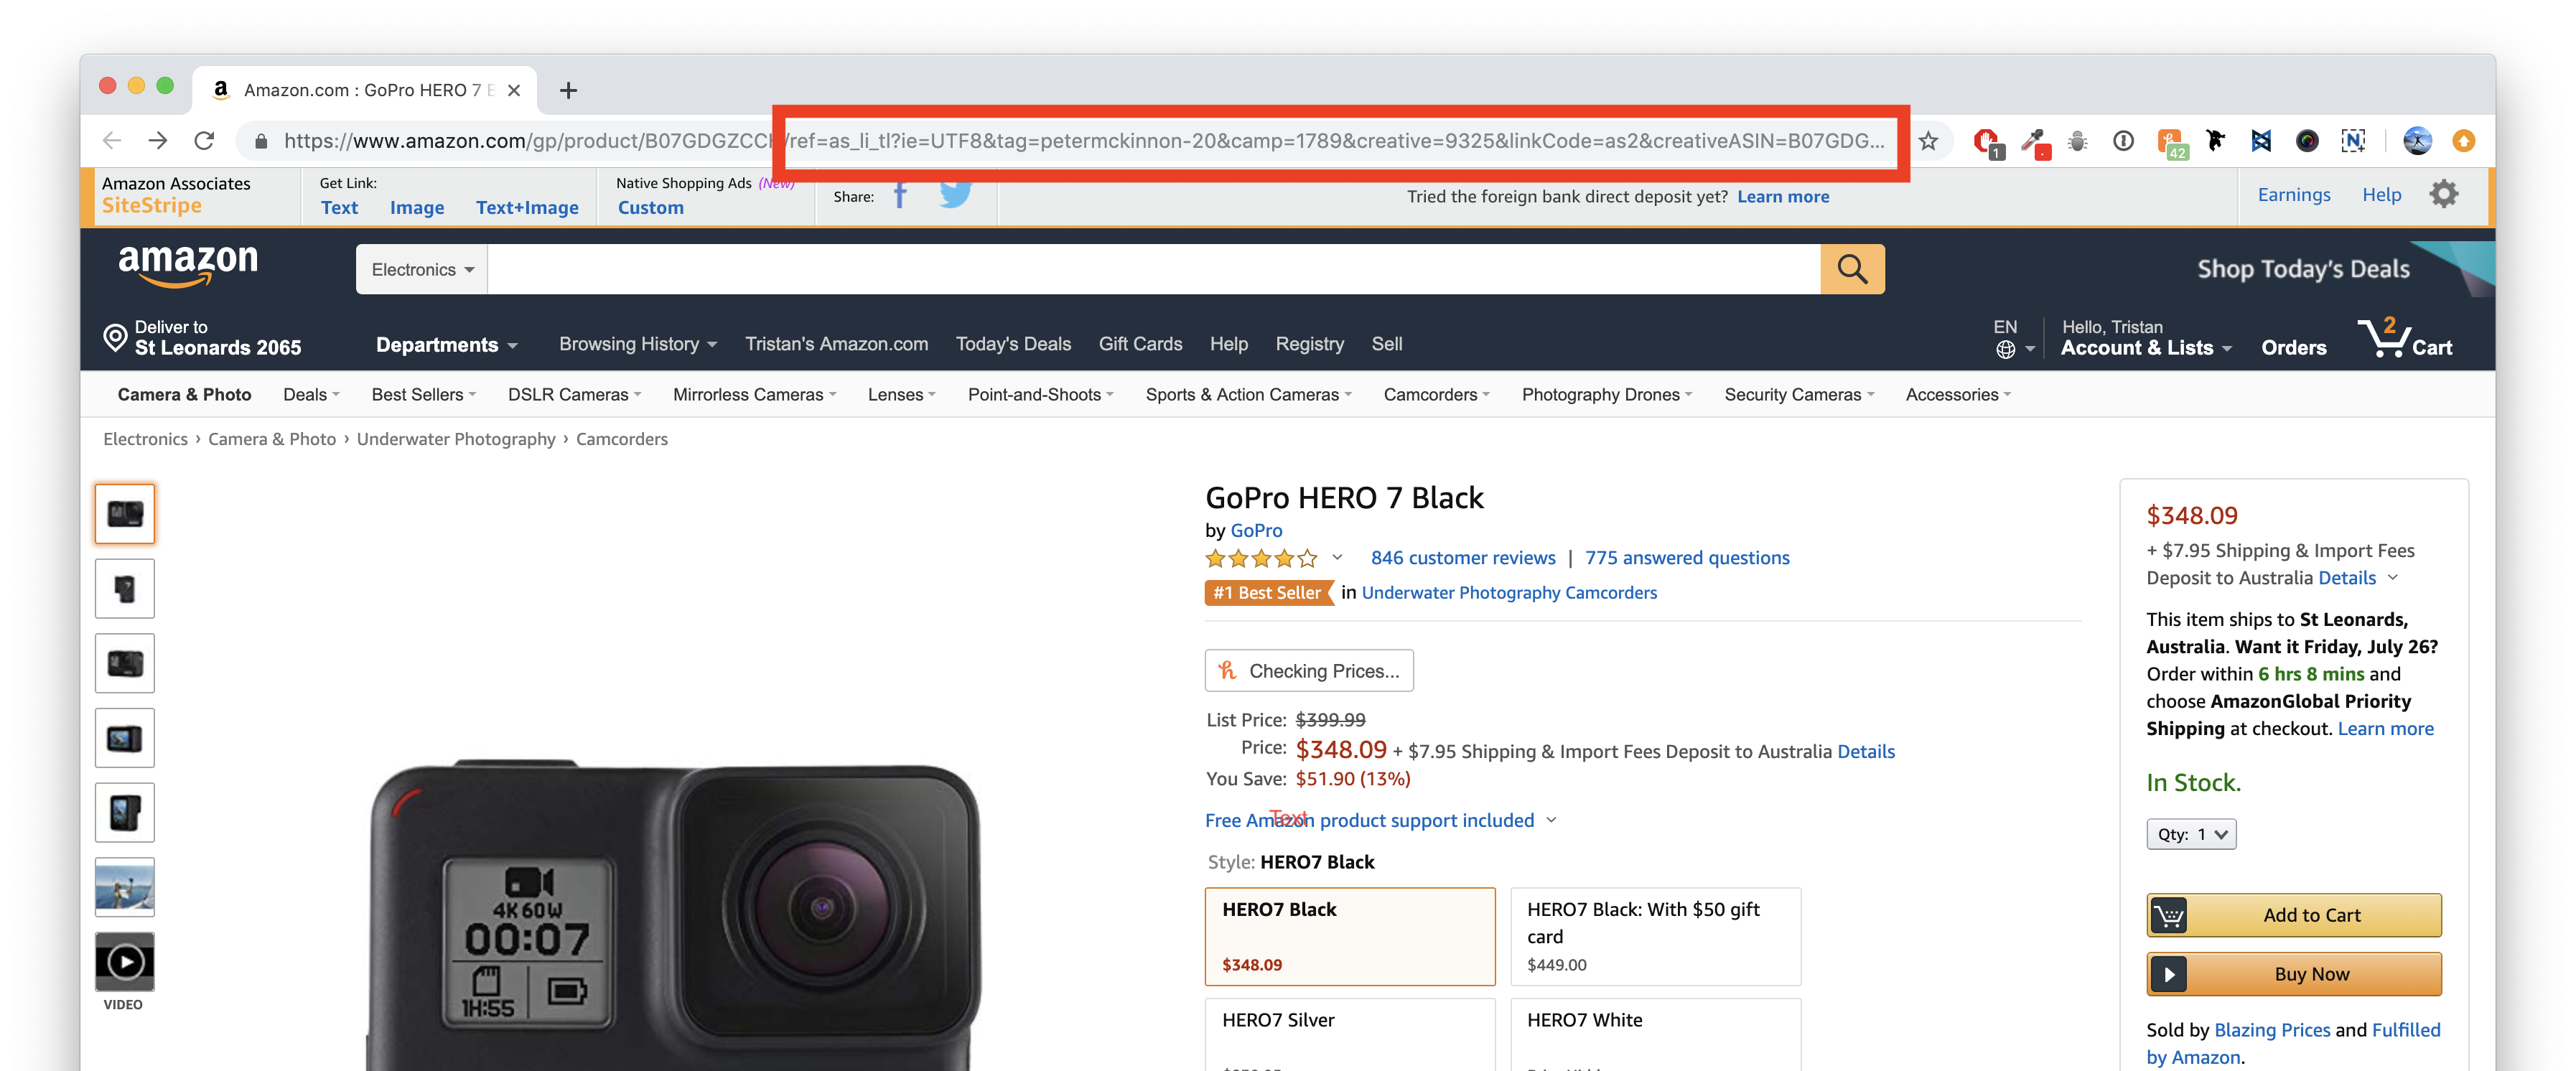 Amazon.com : GoPro HERO 7 B
https://www.amazon.com/gp/product/B07GDGZCCH/ref=as_li_tl?ie=UTF8&tag=petermckinnon-20&camp=1789&creative=9325&linkCode=as2&creativeASIN=B07GDG...
1
42
Amazon Associates
SiteStripe
Get Link:
Text Image Text+Image
Native Shopping Ads (New)
Custom
Share:
Tried the foreign bank direct deposit yet? Learn more
Earnings Help
amazon
Electronics
Shop Today's Deals
Deliver to
St Leonards 2065
Departments Browsing History Tristan's Amazon.com Today's Deals Gift Cards Help Registry Sell
EN
Hello, Tristan
Account & Lists
Orders
2
Cart
Camera & Photo Deals Best Sellers DSLR Cameras Mirrorless Cameras Lenses Point-and-Shoots Sports & Action Cameras Camcorders Photography Drones Security Cameras Accessories
Electronics › Camera & Photo › Underwater Photography › Camcorders
VIDEO
4K 60 W
00:07
1H:55
GoPro HERO 7 Black
by GoPro
846 customer reviews | 775 answered questions
#1 Best Seller in Underwater Photography Camcorders
Checking Prices...
List Price: $399.99
Price: $348.09 + $7.95 Shipping & Import Fees Deposit to Australia Details
You Save: $51.90 (13%)
Free Amazon product support included
Text
Style: HERO7 Black
HERO7 Black
$348.09
HERO7 Black: With $50 gift
card
$449.00
HERO7 Silver
HERO7 White
$348.09
+ $7.95 Shipping & Import Fees
Deposit to Australia Details
This item ships to St Leonards,
Australia. Want it Friday, July 26?
Order within 6 hrs 8 mins and
choose AmazonGlobal Priority
Shipping at checkout. Learn more
In Stock.
Qty: 1
Add to Cart
Buy Now
Sold by Blazing Prices and Fulfilled
by Amazon.